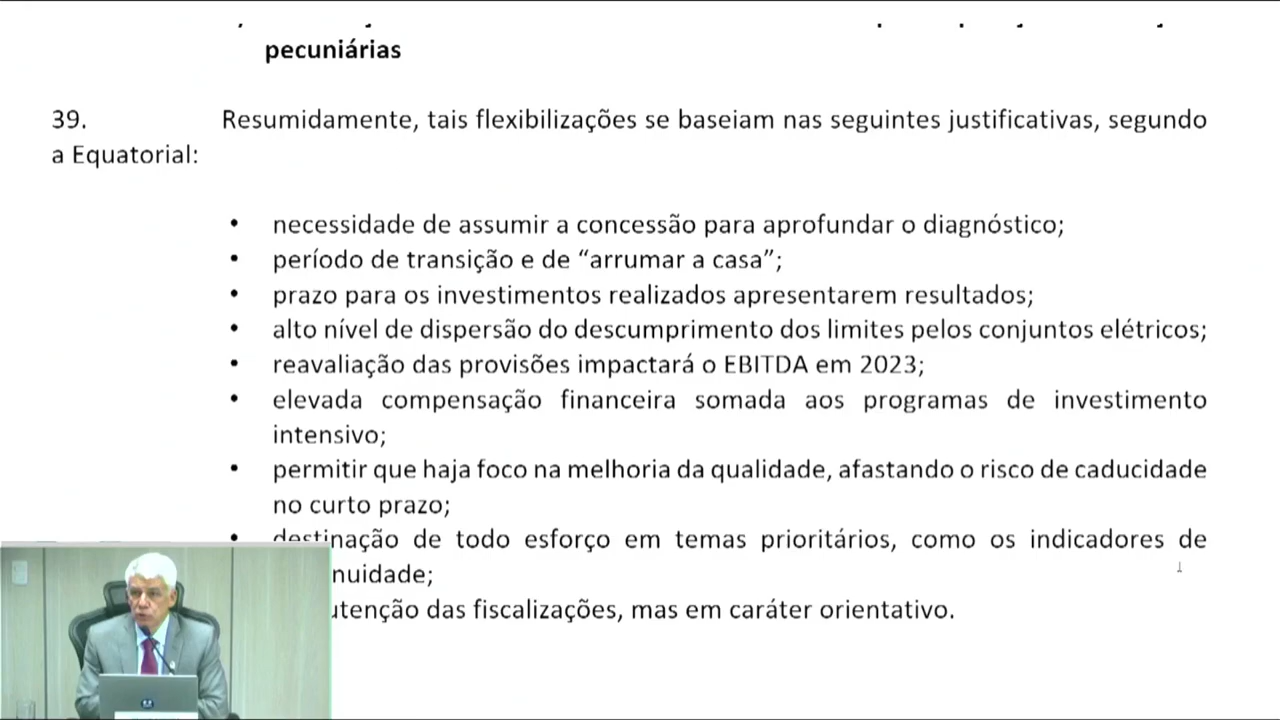 pecuniárias
39. Resumidamente, tais flexibilizações se baseiam nas seguintes justificativas, segundo
a Equatorial:
• necessidade de assumir a concessão para aprofundar o diagnóstico;
• período de transição e de “arrumar a casa”;
• prazo para os investimentos realizados apresentarem resultados;
• alto nível de dispersão do descumprimento dos limites pelos conjuntos elétricos;
• reavaliação das provisões impactará o EBITDA em 2023;
• elevada compensação financeira somada aos programas de investimento
intensivo;
• permitir que haja foco na melhoria da qualidade, afastando o risco de caducidade
no curto prazo;
• destinação de todo esforço em temas prioritários, como os indicadores de
nuidade;
utenção das fiscalizações, mas em caráter orientativo.